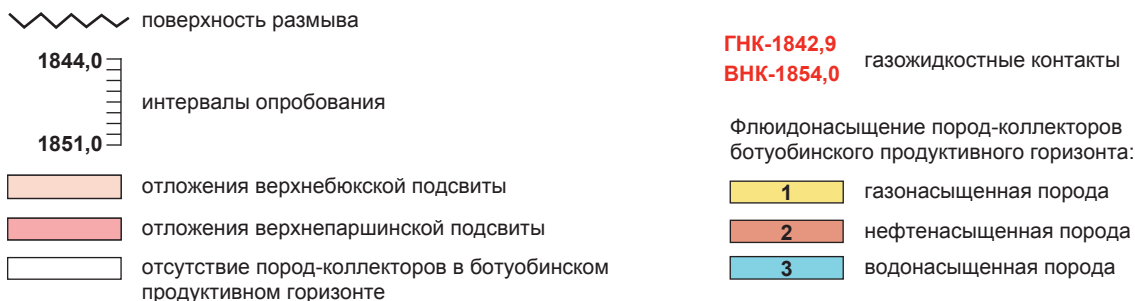 поверхность размыва
1844,0
интервалы опробования
1851,0
отложения верхнебюкской подсвиты
отложения верхнепаршинской подсвиты
отсутствие пород-коллекторов в ботуобинском
продуктивном горизонте
ГНК-1842,9
ВНК-1854,0
газожидкостные контакты
Флюидонасыщение пород-коллекторов
ботуобинского продуктивного горизонта:
1 газонасыщенная порода
2 нефтенасыщенная порода
3 водонасыщенная порода